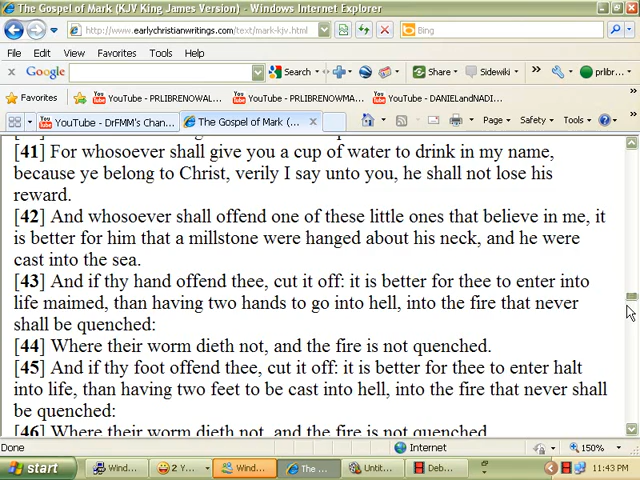 The Gospel of Mark (KJV King James Version) - Windows Internet Explorer
http://www.earlychristianwritings.com/text/mark-kjv.html
Bing
File Edit View Favorites Tools Help
x Google Search Share Sidewiki prlibre...
Favorites YouTube - PRLIBRENOWAL... YouTube - PRLIBRENOWMA... YouTube - DANIELandNADI...
YouTube - DrFMM's Chan... The Gospel of Mark (... x Page Safety Tools
[41] For whosoever shall give you a cup of water to drink in my name,
because ye belong to Christ, verily I say unto you, he shall not lose his
reward.
[42] And whosoever shall offend one of these little ones that believe in me, it
is better for him that a millstone were hanged about his neck, and he were
cast into the sea.
[43] And if thy hand offend thee, cut it off: it is better for thee to enter into
life maimed, than having two hands to go into hell, into the fire that never
shall be quenched:
[44] Where their worm dieth not, and the fire is not quenched.
[45] And if thy foot offend thee, cut it off: it is better for thee to enter halt
into life, than having two feet to be cast into hell, into the fire that never shall
be quenched:
[46] Where their worm dieth not, and the fire is not quenched.
Done Internet 150%
start Wind... 2 Y... Wind... The ... Untit... Deb... 11:43 PM